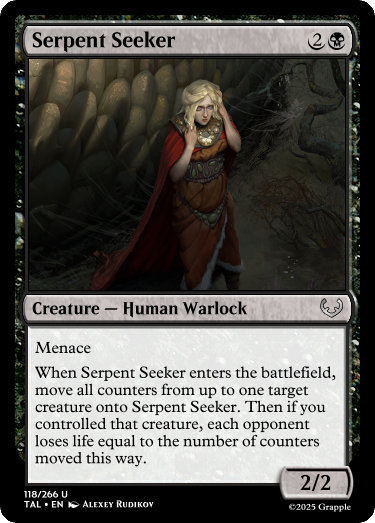 Serpent Seeker 2
Creature — Human Warlock
Menace
When Serpent Seeker enters the battlefield,
move all counters from up to one target
creature onto Serpent Seeker. Then if you
controlled that creature, each opponent
loses life equal to the number of counters
moved this way.
2/2
118/266 U
TAL • EN Alexey Rudikov
©2025 Grapple